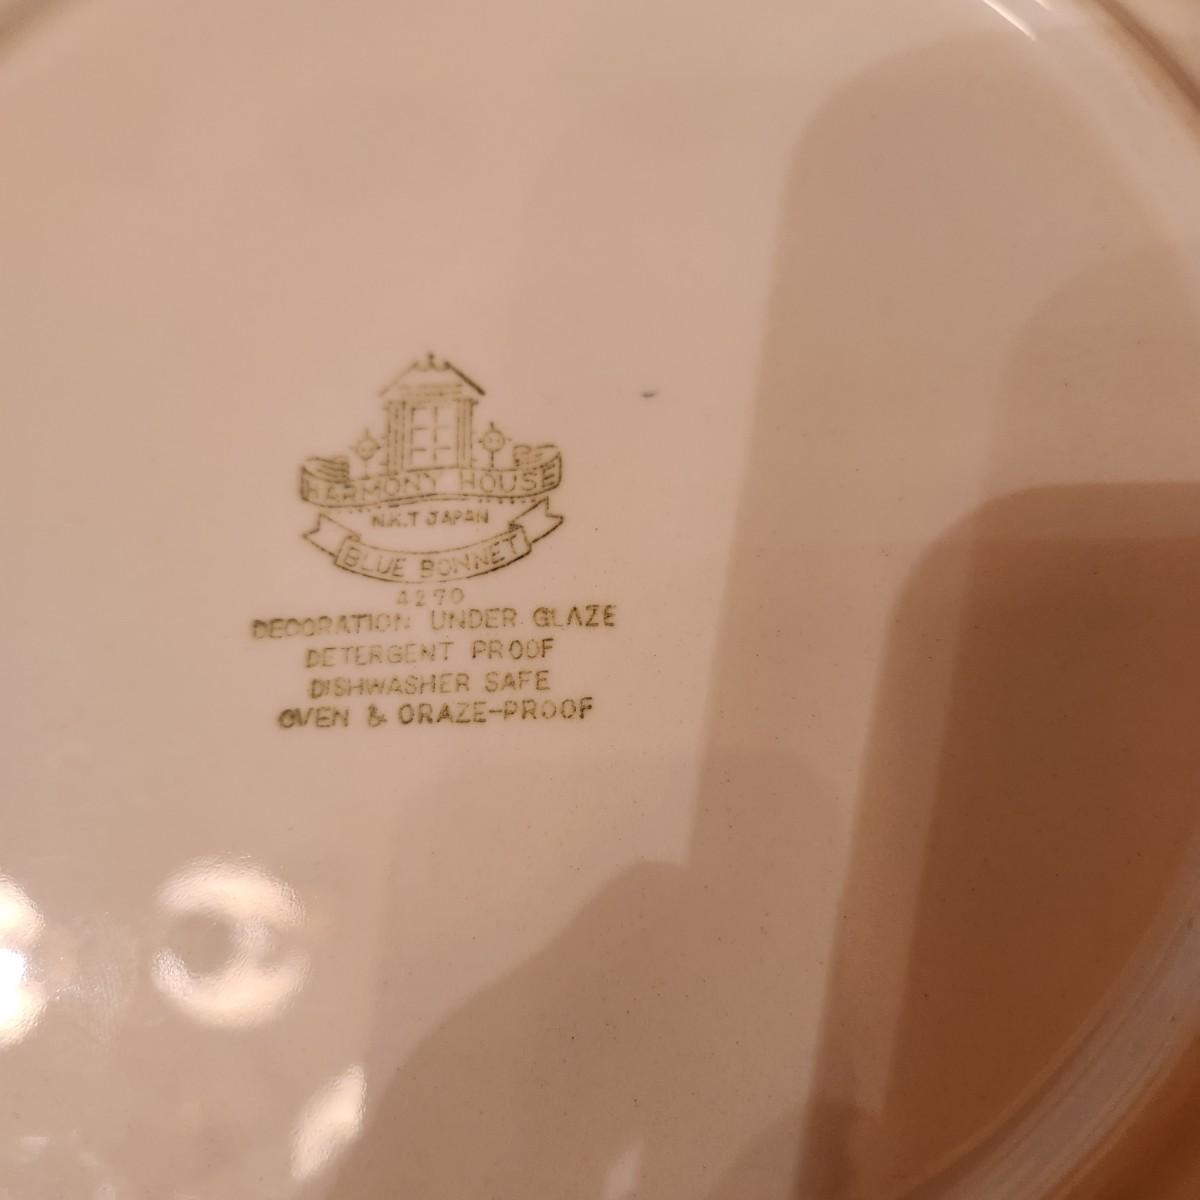 HARMONY HOUSE
N.K.T JAPAN
BLUE BONNET
4270
DECORATION UNDER GLAZE
DETERGENT PROOF
DISHWASHER SAFE
OVEN & CRAZE-PROOF